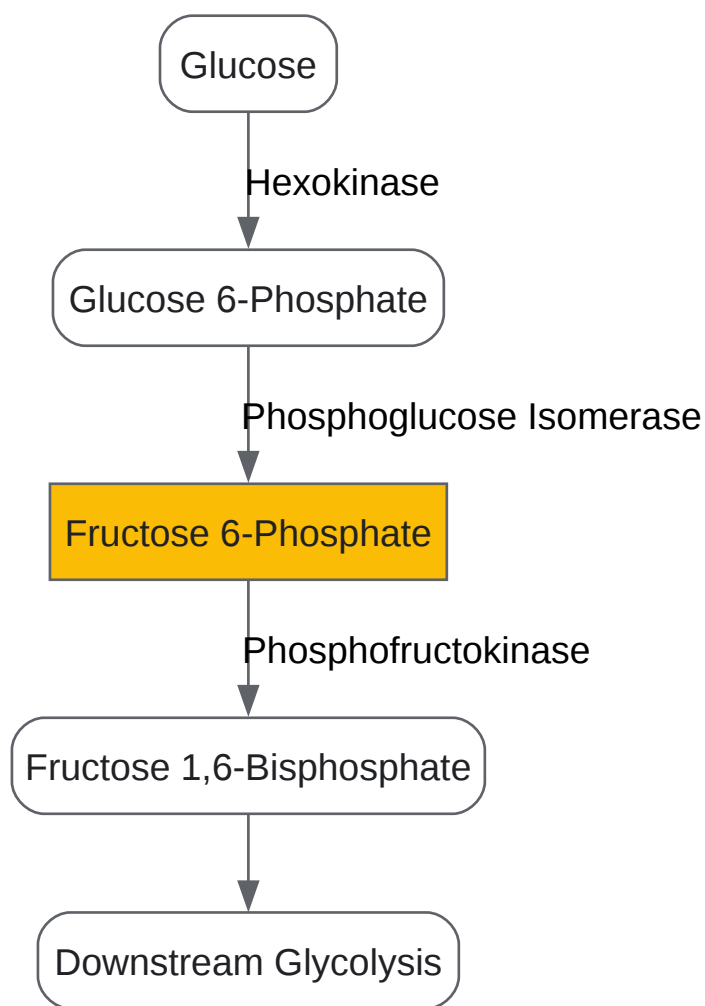 Glucose
Hexokinase
Glucose 6-Phosphate
Phosphoglucose Isomerase
Fructose 6-Phosphate
Phosphofructokinase
Fructose 1,6-Bisphosphate
Downstream Glycolysis